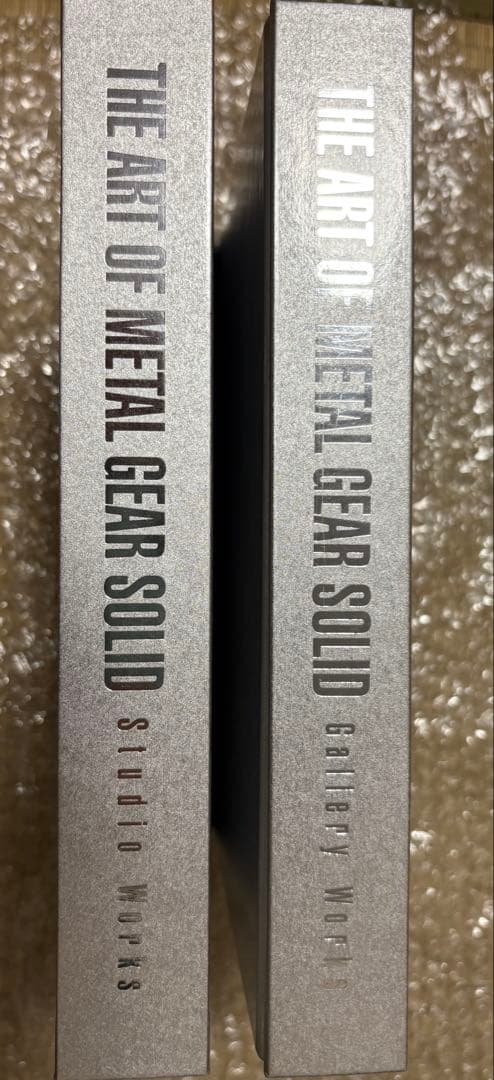 THE ART OF METAL GEAR SOLID Studio Works
THE ART OF METAL GEAR SOLID Gallery Works